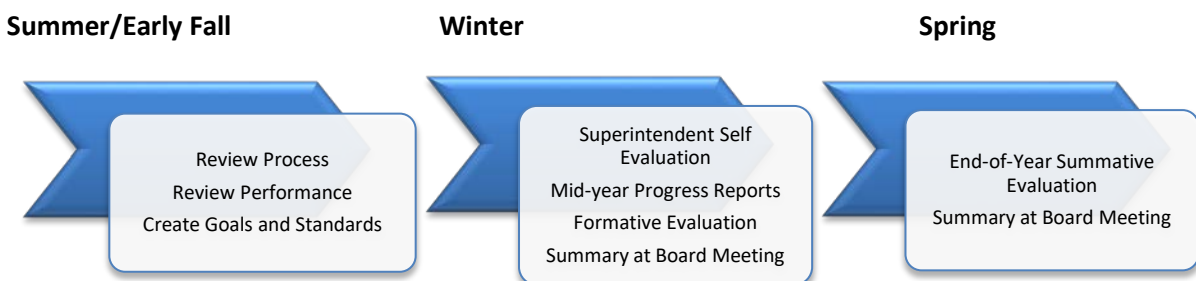 Summer/Early Fall
Winter
Spring
Review Process
Review Performance
Create Goals and Standards
Superintendent Self
Evaluation
Mid-year Progress Reports
Formative Evaluation
Summary at Board Meeting
End-of-Year Summative
Evaluation
Summary at Board Meeting